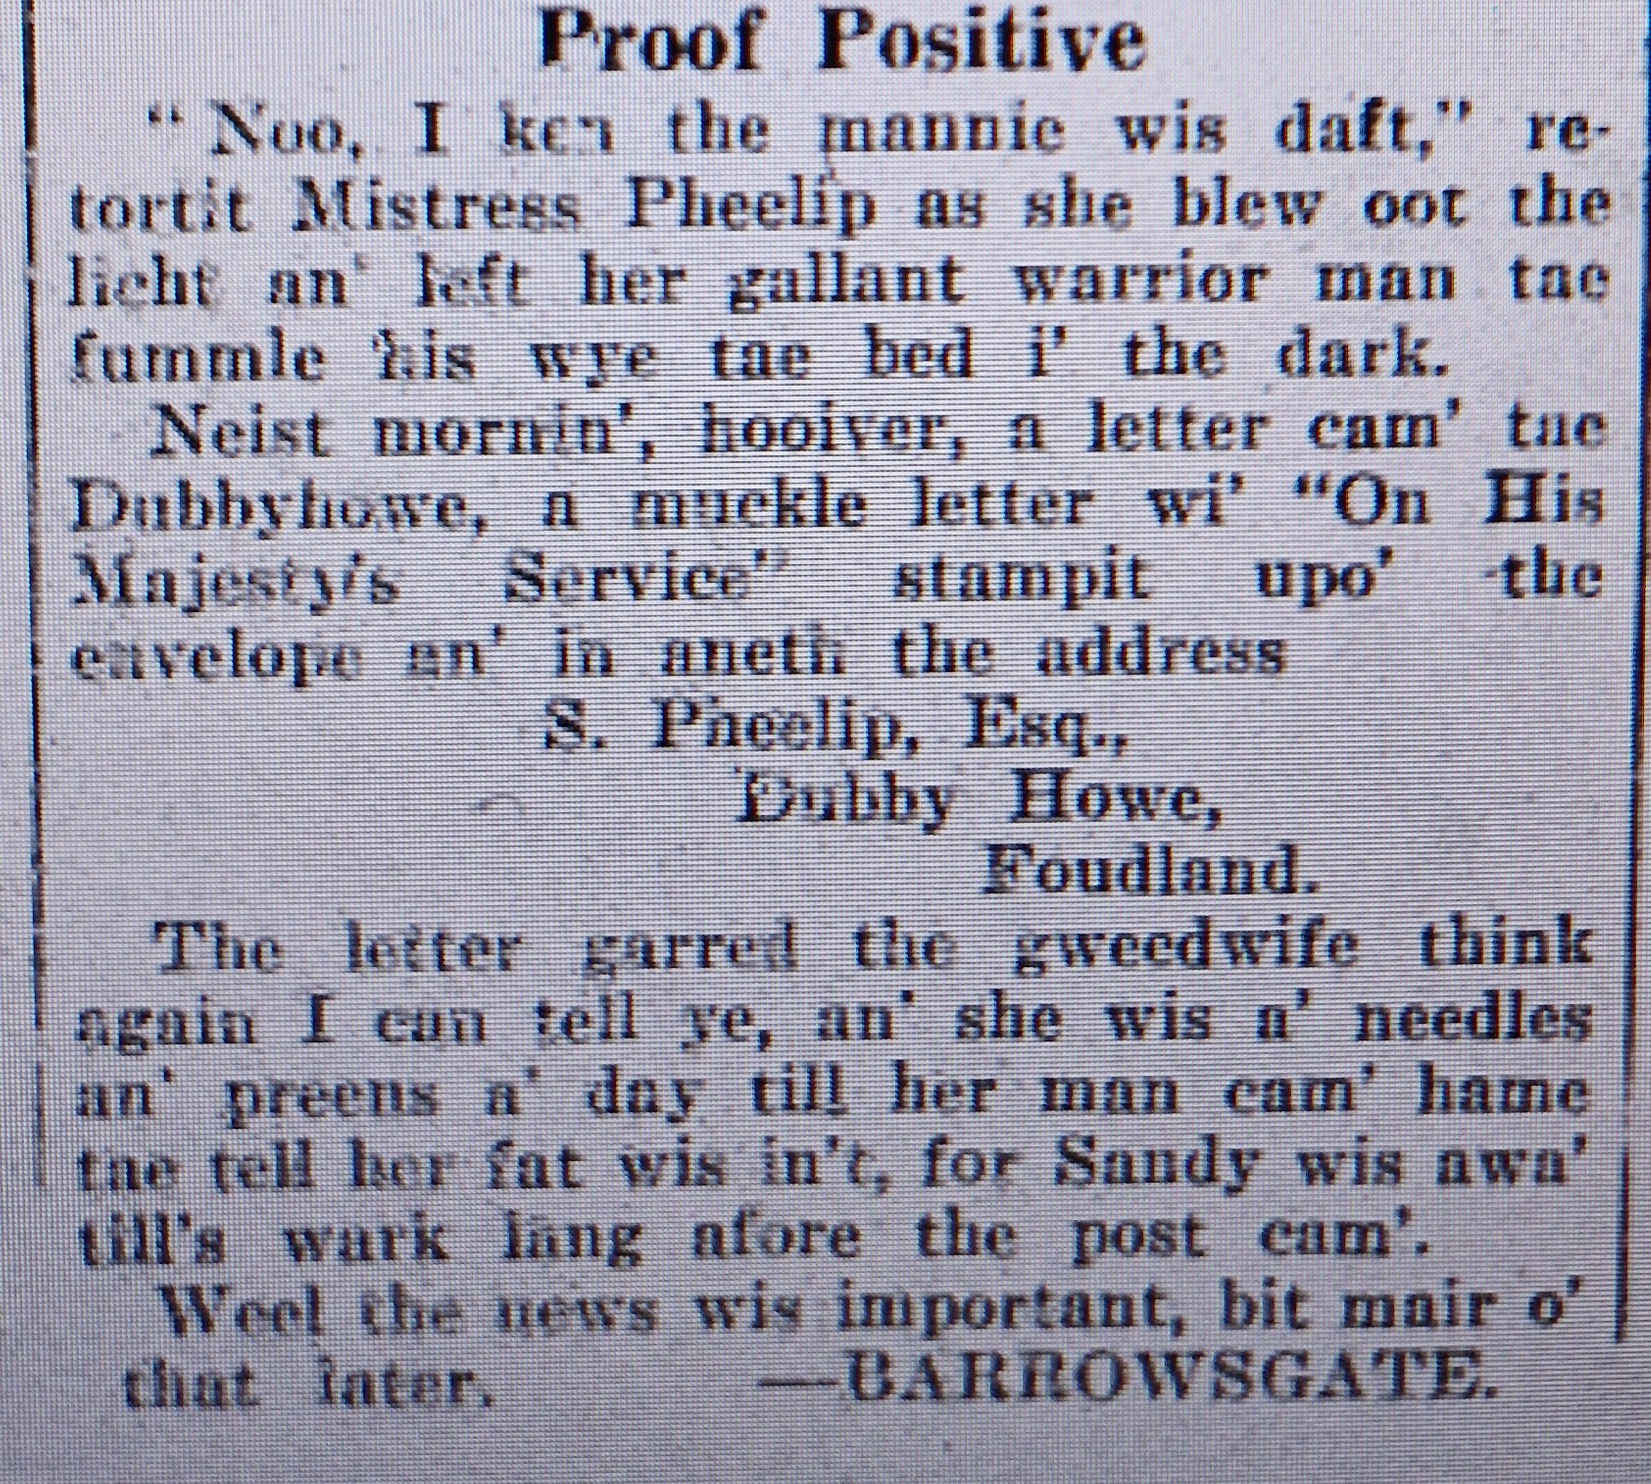 Proof Positive
"Noo, I ken the mannie wis daft," re-
tortit Mistress Pheelip as she blew oot the
licht an' left her gallant warrior man tae
fummle his wye tae bed i' the dark.
Neist mornin', hooiver, a letter cam' tae
Dubbyhowe, a muckle letter wi' "On His
Majesty's Service" stampit upo' the
envelope an' in aneth the address
S. Pheelip, Esq.,
Dubby Howe,
Foudland.
The letter garred the gweedwife think
again I can tell ye, an' she wis a' needles
an' preens a' day till her man cam' hame
tae tell her fat wis in't, for Sandy wis awa'
till's wark lang afore the post cam'.
Weel the news wis important, bit mair o'
that later. —BARROWSGATE.